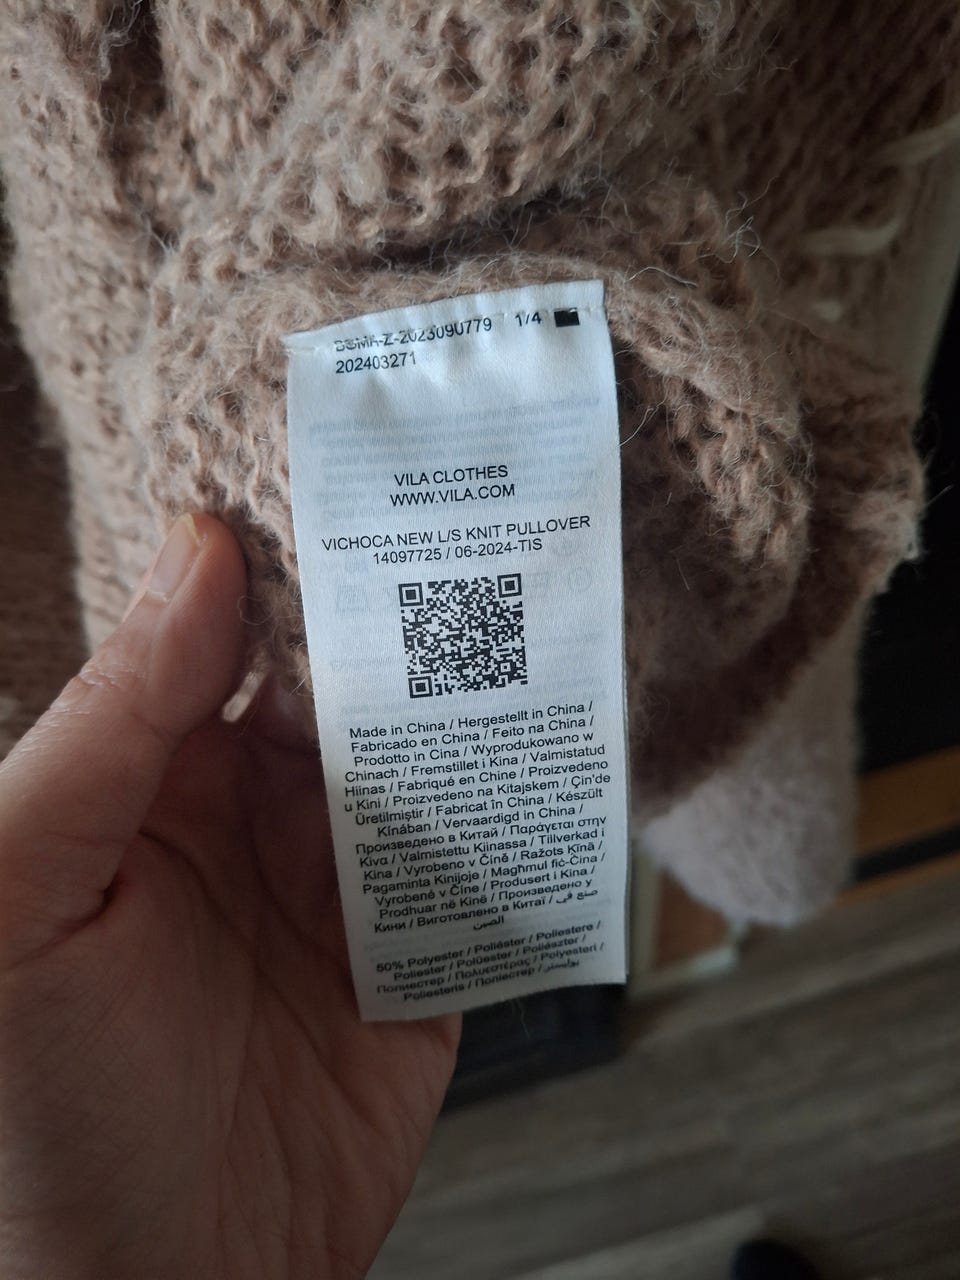 BSMA-Z-2023090779 1/4
202403271
VILA CLOTHES
WWW.VILA.COM
VICHOCA NEW L/S KNIT PULLOVER
14097725 / 06-2024-TIS
Made in China / Hergestellt in China /
Fabricado en China / Feito na China /
Prodotto in Cina / Wyprodukowano w
Chinach / Fremstillet i Kina / Valmistatud
Hiinas / Fabriqué en Chine / Proizvedeno
u Kini / Proizvedeno na Kitajskem / Çin'de
Üretilmiştir / Fabricat în China / Készült
Kínában / Vervaardigd in China /
Произведено в Китай / Παράγεται στην
Κίνα / Valmistettu Kiinassa / Tillverkad i
Kina / Vyrobeno v Číně / Ražots Ķīnā /
Pagaminta Kinijoje / Magħmul fiċ-Ċina /
Vyrobené v Číne / Produsert i Kina /
Prodhuar në Kinë / Произведено у
Кини / Виготовлено в Китаї / صنع في
الصين
50% Polyester / Poliéster / Poliestere /
Poliester / Polüester / Poliészter /
Полиестер / Πολυεστέρας / Polyesteri /
Poliesteris / Полієстер / بوليستر